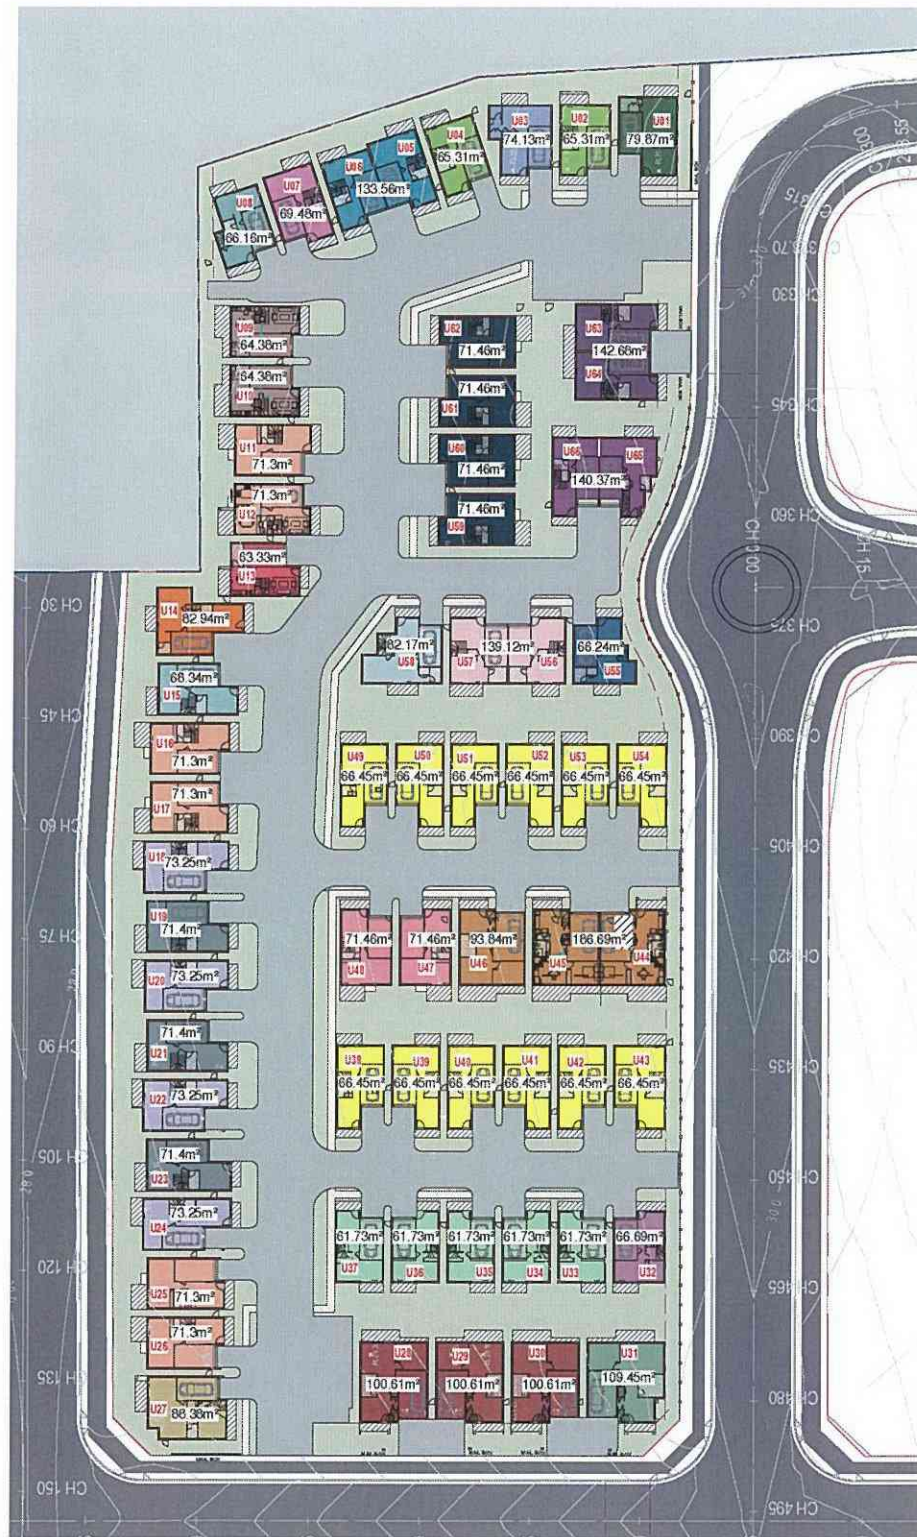 U03
U02
U01
74.13m²
65.31m²
79.87m²
U04
65.31m²
U05
U06
133.56m²
U07
69.48m²
U08
66.16m²
U09
64.38m²
64.38m²
U10
U11
71.3m²
71.3m²
U12
63.33m²
U13
U62
71.46m²
71.46m²
U61
U60
71.46m²
71.46m²
U59
U63
142.68m²
U64
U66
U65
140.37m²
U14
82.94m²
68.34m²
U15
U16
71.3m²
71.3m²
U17
U18
73.25m²
U19
71.4m²
73.25m²
U20
71.4m²
U21
73.25m²
U22
71.4m²
U23
73.25m²
U24
U25
71.3m²
71.3m²
U26
U27
88.38m²
82.17m²
U58
139.12m²
U57
U56
66.24m²
U55
U49
U50
U51
U52
U53
U54
66.45m²
66.45m²
66.45m²
66.45m²
66.45m²
66.45m²
71.46m²
71.46m²
93.84m²
186.69m²
U48
U47
U46
U45
U44
U38
U39
U40
U41
U42
U43
66.45m²
66.45m²
66.45m²
66.45m²
66.45m²
66.45m²
61.73m²
61.73m²
61.73m²
61.73m²
61.73m²
66.69m²
U37
U36
U35
U34
U33
U32
U28
U29
U30
U31
100.61m²
100.61m²
100.61m²
109.45m²
CH 30
CH 45
CH 60
CH 75
CH 90
CH 105
CH 120
CH 135
CH 150
CH 315
CH 330
CH 345
CH 360
CH 375
CH 390
CH 405
CH 420
CH 435
CH 450
CH 465
CH 480
CH 495
CH 0.00
CH 15